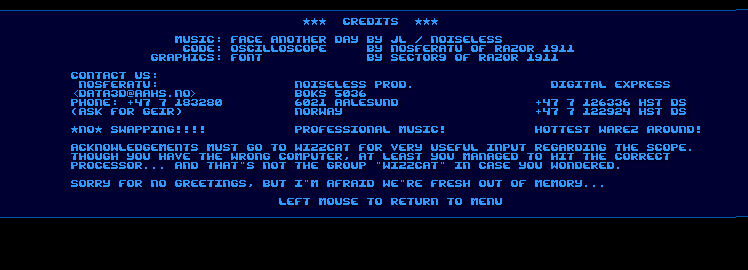 *** CREDITS ***
MUSIC: FACE ANOTHER DAY BY JL / NOISELESS
CODE: OSCILLOSCOPE BY NOSFERATU OF RAZOR 1911
GRAPHICS: FONT BY SECTOR9 OF RAZOR 1911
CONTACT US:
NOSFERATU: NOISELESS PROD. DIGITAL EXPRESS
<DATA3D@AAHS.NO> BOKS 5036
PHONE: +47 7 183280 6021 AALESUND +47 7 126336 HST DS
(ASK FOR GEIR) NORWAY +47 7 122924 HST DS
*NO* SWAPPING!!!! PROFESSIONAL MUSIC! HOTTEST WAREZ AROUND!
ACKNOWLEDGEMENTS MUST GO TO WIZZCAT FOR VERY USEFUL INPUT REGARDING THE SCOPE.
THOUGH YOU HAVE THE WRONG COMPUTER, AT LEAST YOU MANAGED TO HIT THE CORRECT
PROCESSOR... AND THAT"S NOT THE GROUP "WIZZCAT" IN CASE YOU WONDERED.
SORRY FOR NO GREETINGS, BUT I"M AFRAID WE"RE FRESH OUT OF MEMORY...
LEFT MOUSE TO RETURN TO MENU